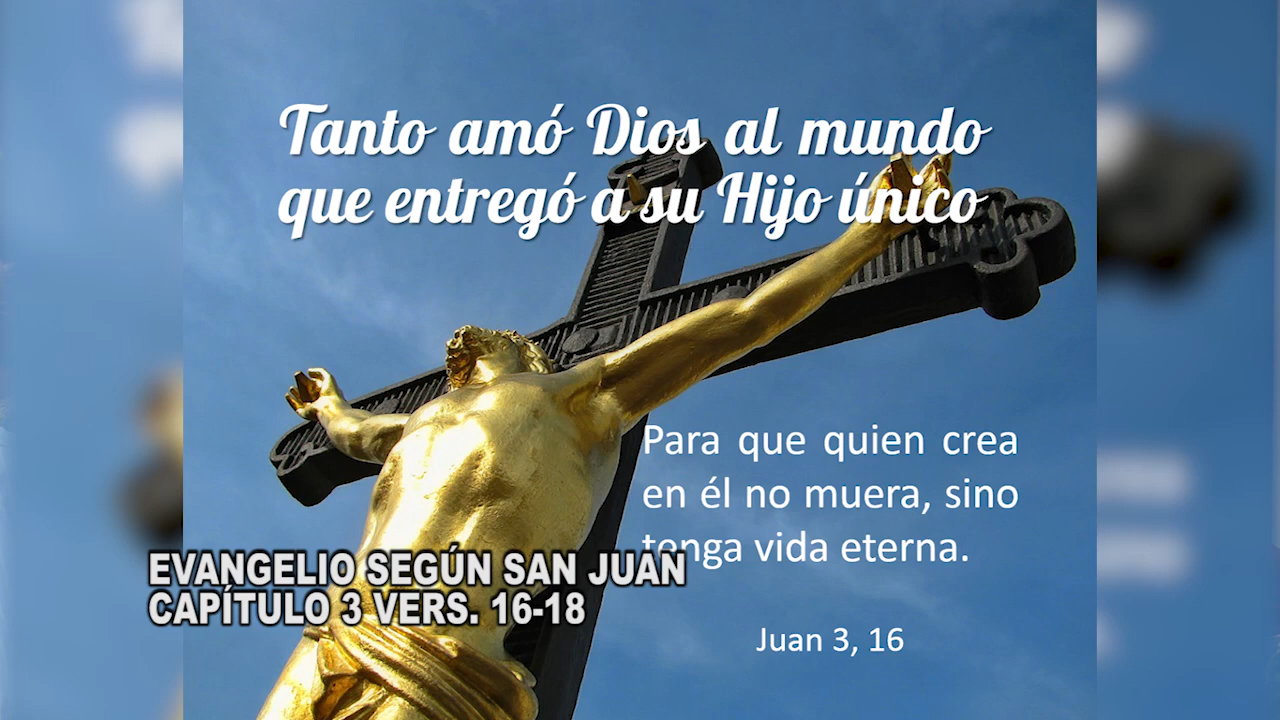 Tanto amó Dios al mundo
que entregó a su Hijo único
Para que quien crea
en él no muera, sino
tenga vida eterna.
EVANGELIO SEGÚN SAN JUAN
CAPÍTULO 3 VERS. 16-18
Juan 3, 16